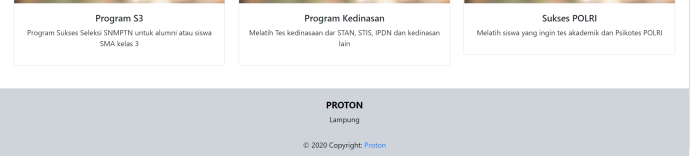 Program S3
Program Sukses Seleksi SNMPTN untuk alumni atau siswa
SMA kelas 3
Program Kedinasan
Melatih Tes kedinasaan dar STAN, STIS, IPDN dan kedinasan
lain
Sukses POLRI
Melatih siswa yang ingin tes akademik dan Psikotes POLRI
PROTON
Lampung
© 2020 Copyright: Proton